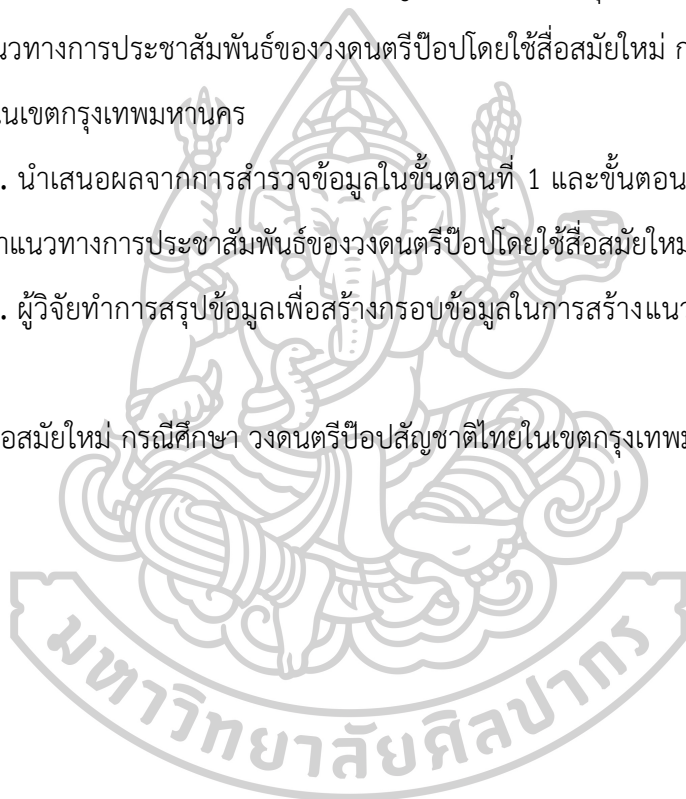 นวทางการประชาสัมพันธ์ของวงดนตรีป๊อปโดยใช้สื่อสมัยใหม่ ก
นเขตกรุงเทพมหานคร
. นำเสนอผลจากการสำรวจข้อมูลในขั้นตอนที่ 1 และขั้นตอน
าแนวทางการประชาสัมพันธ์ของวงดนตรีป๊อปโดยใช้สื่อสมัยใหม
. ผู้วิจัยทำการสรุปข้อมูลเพื่อสร้างกรอบข้อมูลในการสร้างแนว
อสมัยใหม่ กรณีศึกษา วงดนตรีป๊อปสัญชาติไทยในเขตกรุงเทพม
มหาวิทยาลัยศิลปากร